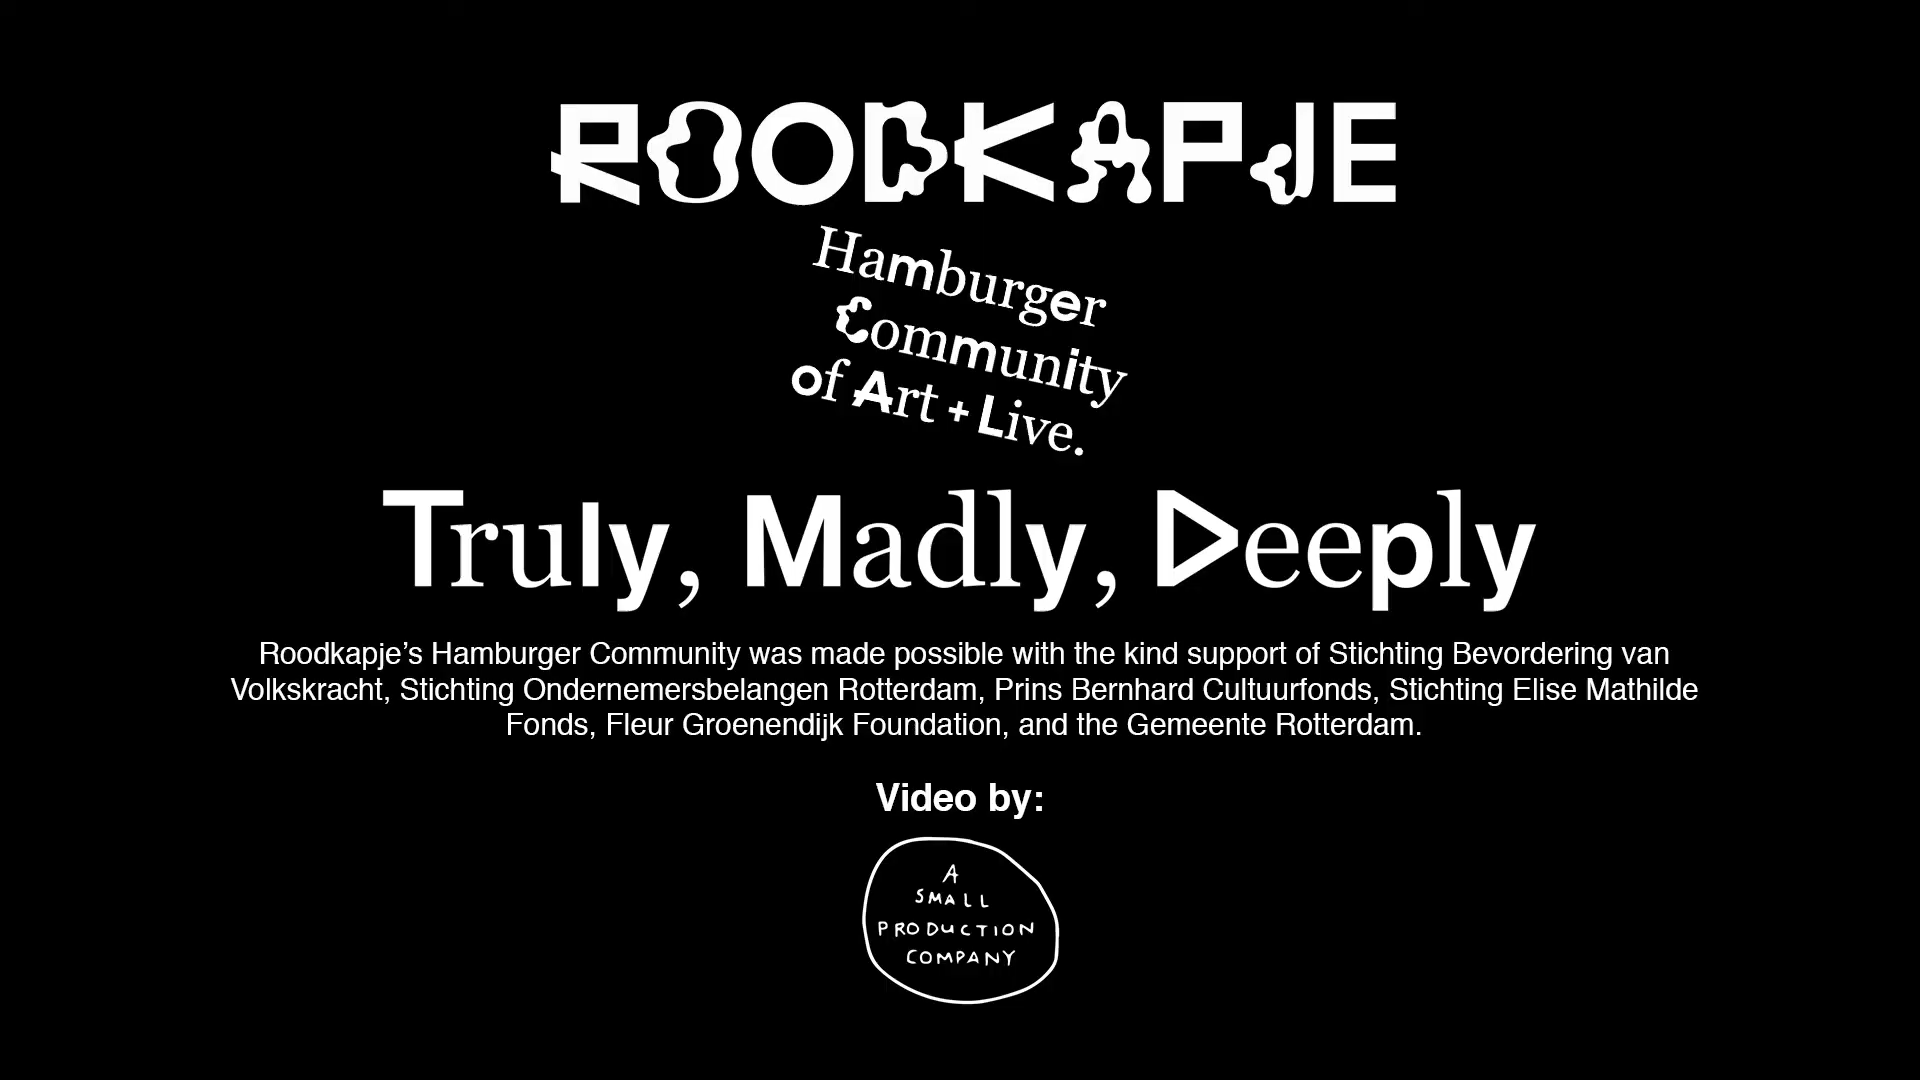 ROODKAPJE
Hamburger
Community
of Art + Live.
Truly, Madly, Deeply
Roodkapje’s Hamburger Community was made possible with the kind support of Stichting Bevordering van
Volkskracht, Stichting Ondernemersbelangen Rotterdam, Prins Bernhard Cultuurfonds, Stichting Elise Mathilde
Fonds, Fleur Groenendijk Foundation, and the Gemeente Rotterdam.
Video by:
A
SMALL
PRODUCTION
COMPANY